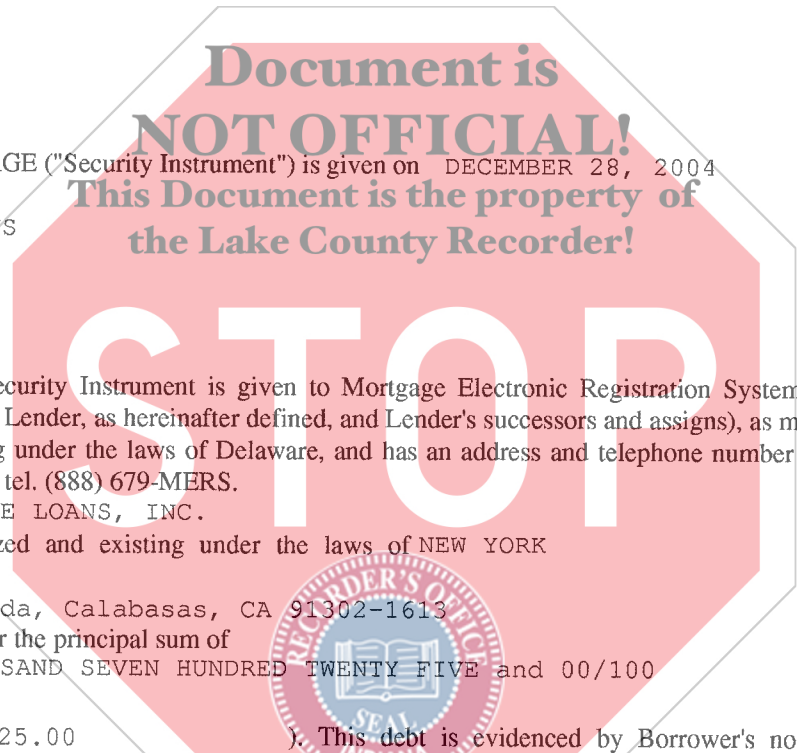 Document is
NOT OFFICIAL!
AGE ("Security Instrument") is given on DECEMBER 28, 2004
This Document is the property of
the Lake County Recorder!
STOP
Security Instrument is given to Mortgage Electronic Registration System
Lender, as hereinafter defined, and Lender's successors and assigns), as m
under the laws of Delaware, and has an address and telephone number
tel. (888) 679-MERS.
E LOANS, INC.
zed and existing under the laws of NEW YORK
da, Calabasas, CA 91302-1613
r the principal sum of
SAND SEVEN HUNDRED TWENTY FIVE and 00/100
RECORDER'S OFFICE
SEAL
25.00 ). This debt is evidenced by Borrower's no